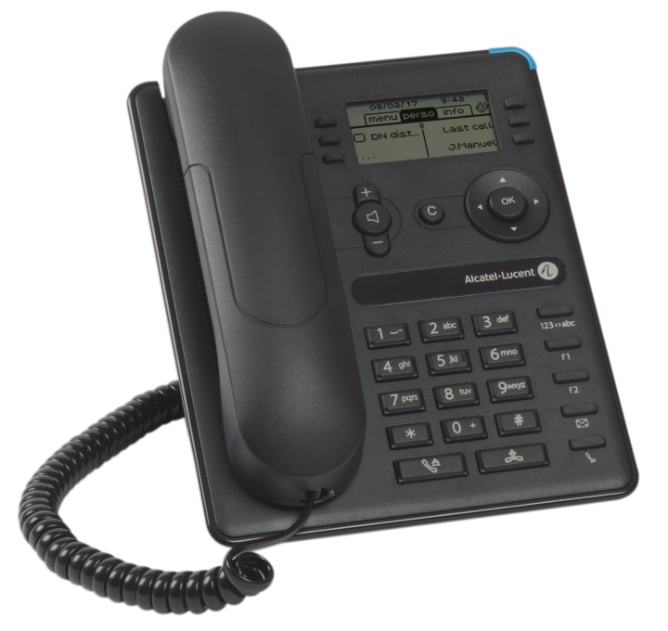 09/02/17 9:42
menu perso info
DN dist... Last call
... J.Manuel
+
C OK
−
Alcatel·Lucent
1 2 abc 3 def
123<>abc
4 ghi 5 jkl 6 mno
F1
7 pqrs 8 tuv 9 wxyz
F2
* 0 + #